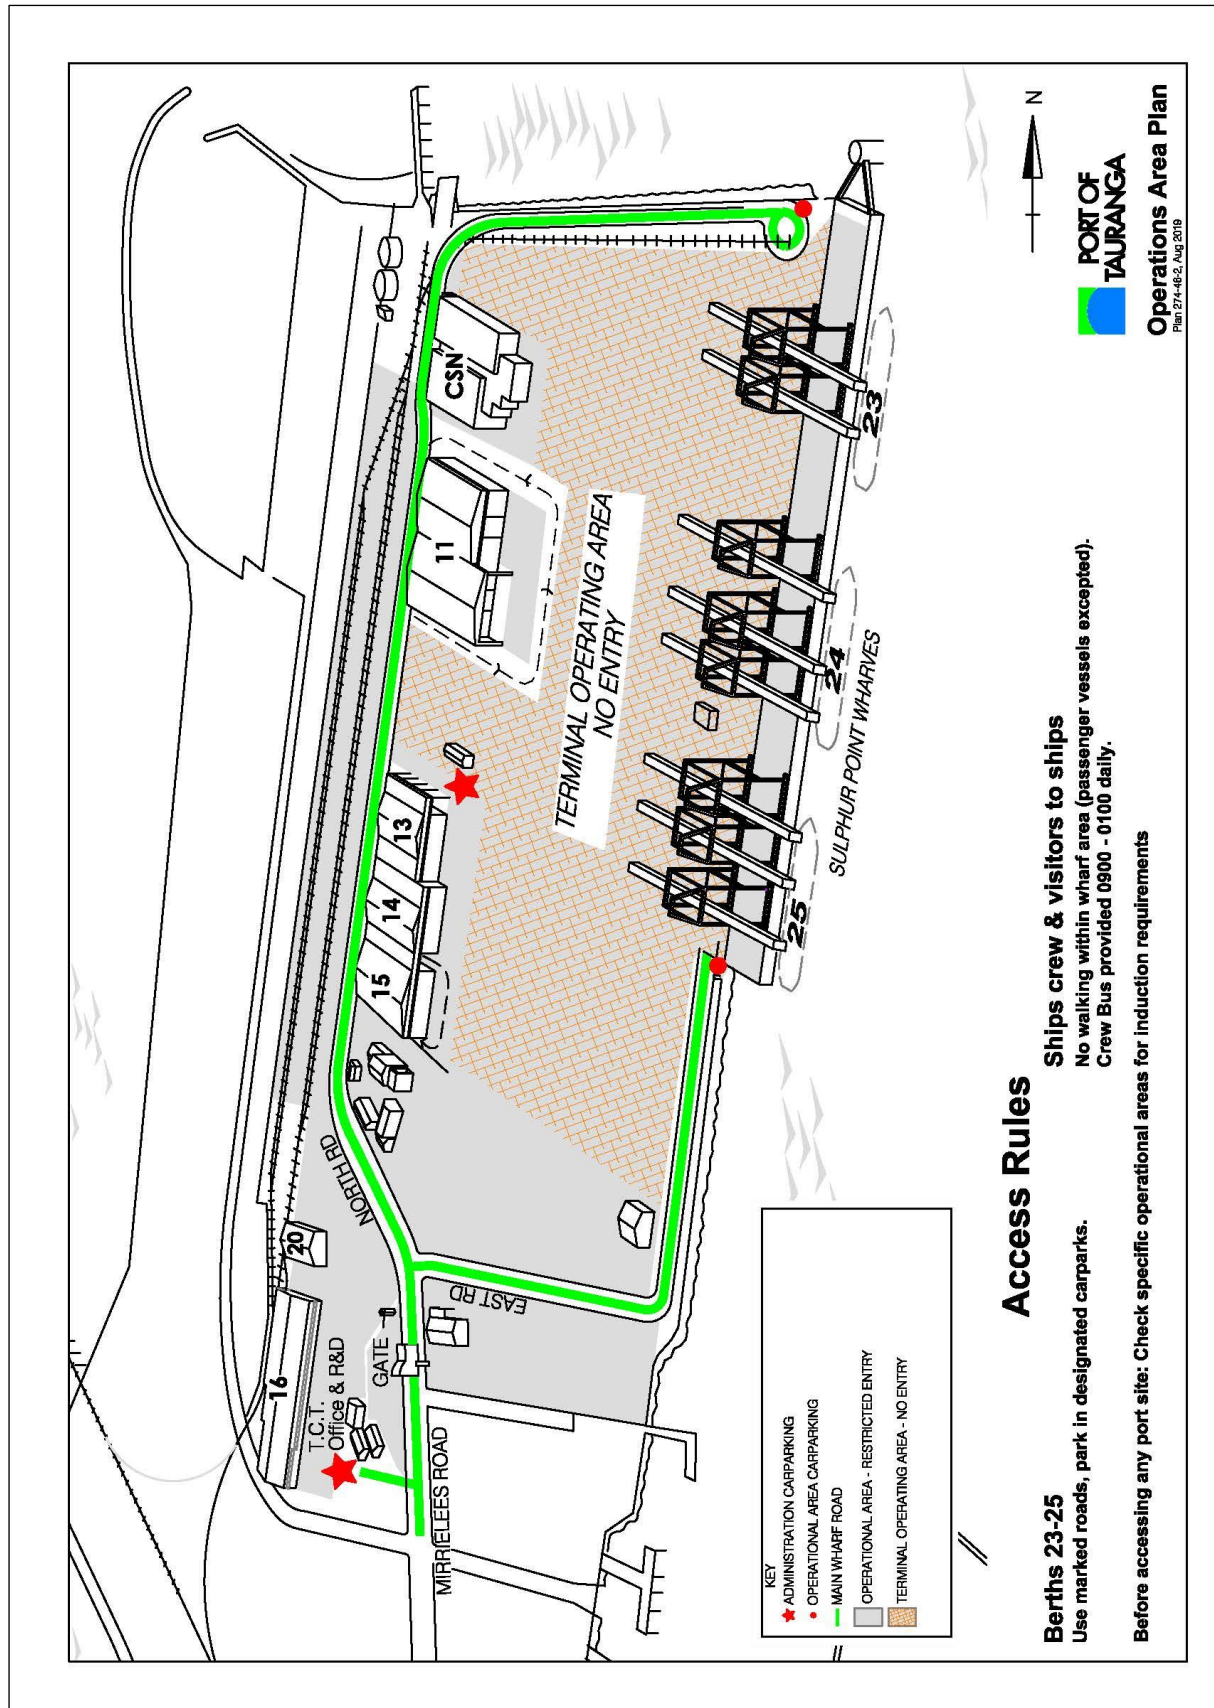 16
20
T.C.T.
Office & R&D
GATE
NORTH RD
EAST RD
MIRRIELEES ROAD
15
14
13
11
CSN
TERMINAL OPERATING AREA
NO ENTRY
25
24
23
SULPHUR POINT WHARVES
N
PORT OF
TAURANGA
Operations Area Plan
Plan 274-46-2, Aug 2019
KEY
ADMINISTRATION CARPARKING
OPERATIONAL AREA CARPARKING
MAIN WHARF ROAD
OPERATIONAL AREA - RESTRICTED ENTRY
TERMINAL OPERATING AREA - NO ENTRY
Access Rules
Berths 23-25
Use marked roads, park in designated carparks.
Ships crew & visitors to ships
No walking within wharf area (passenger vessels excepted).
Crew Bus provided 0900 - 0100 daily.
Before accessing any port site: Check specific operational areas for induction requirements